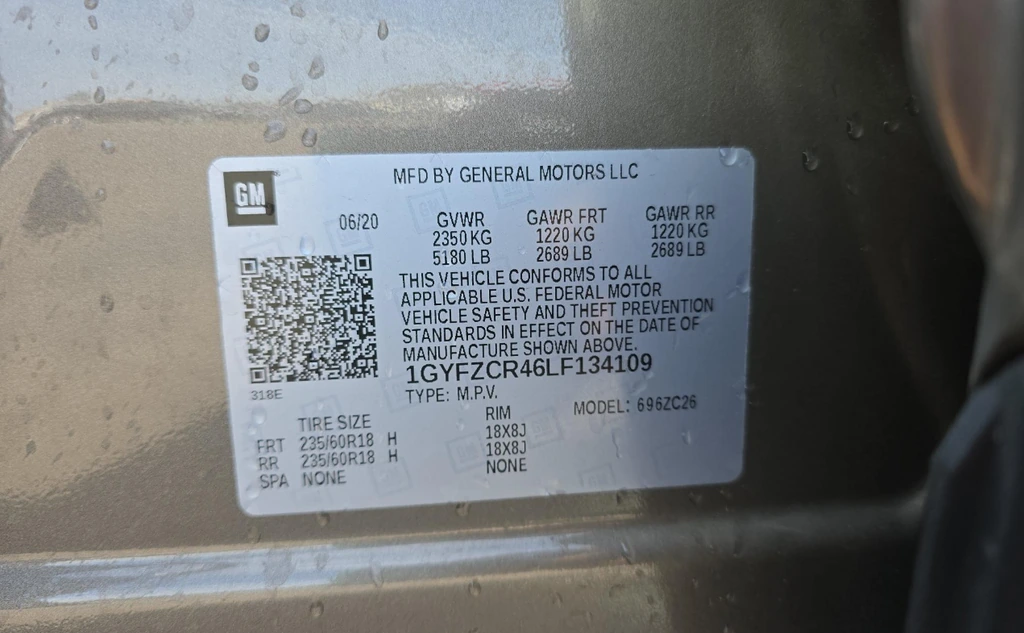 MFD BY GENERAL MOTORS LLC
GM
06/20 GVWR GAWR FRT GAWR RR
2350 KG 1220 KG 1220 KG
5180 LB 2689 LB 2689 LB
THIS VEHICLE CONFORMS TO ALL
APPLICABLE U.S. FEDERAL MOTOR
VEHICLE SAFETY AND THEFT PREVENTION
STANDARDS IN EFFECT ON THE DATE OF
MANUFACTURE SHOWN ABOVE.
1GYFZCR46LF134109
318E
TYPE: M.P.V.
TIRE SIZE RIM MODEL: 696ZC26
FRT 235/60R18 H 18X8J
RR 235/60R18 H 18X8J
SPA NONE NONE